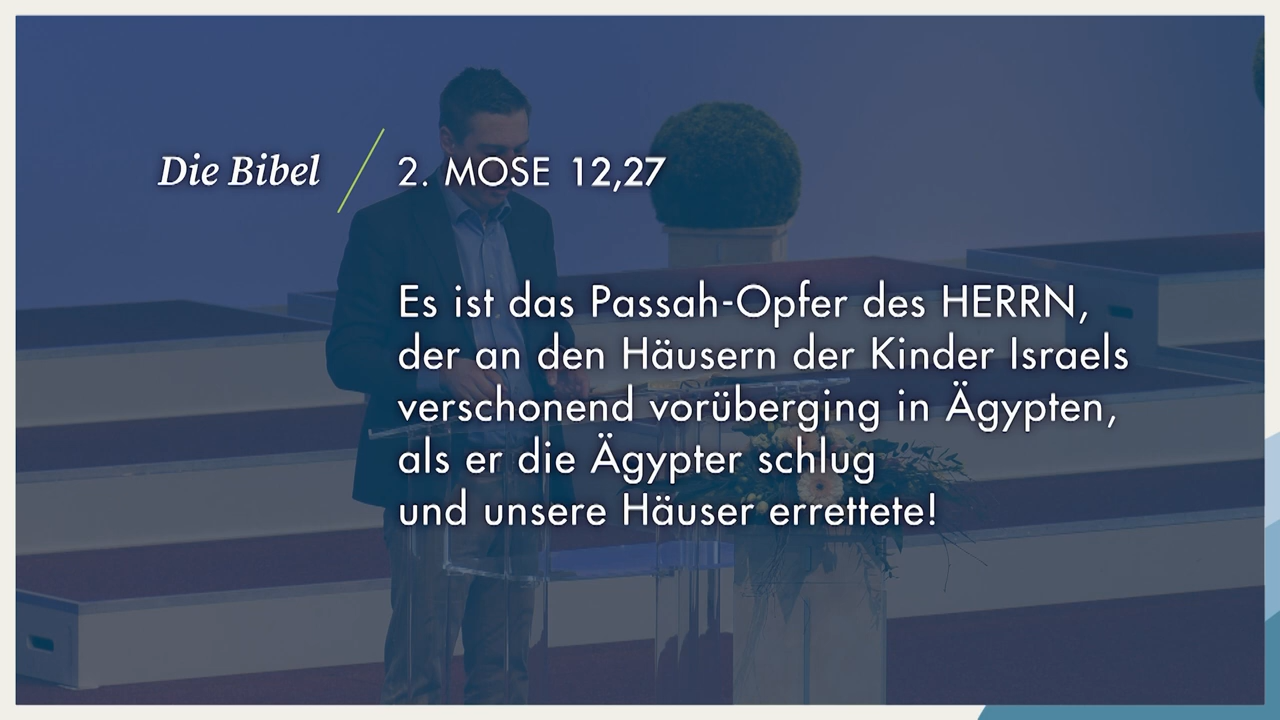 Die Bibel / 2. MOSE 12,27
Es ist das Passah-Opfer des HERRN,
der an den Häusern der Kinder Israels
verschonend vorüberging in Ägypten,
als er die Ägypter schlug
und unsere Häuser errettete!